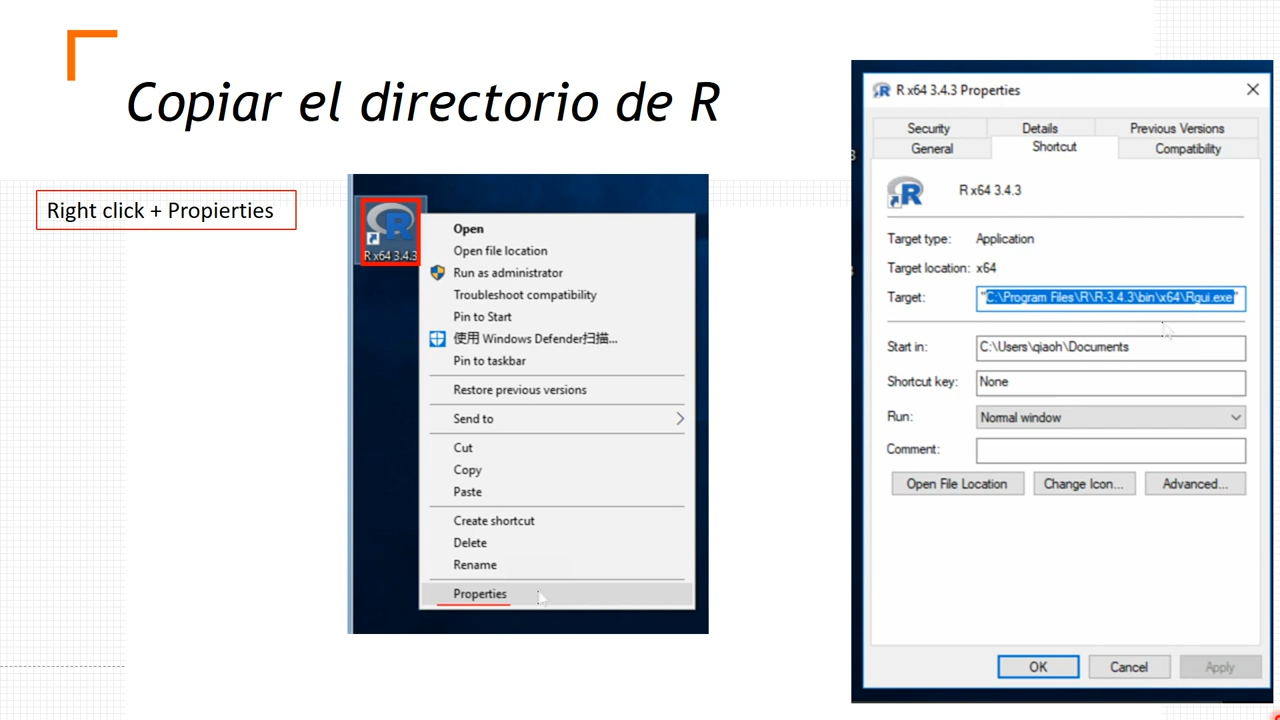 Copiar el directorio de R
Right click + Propierties
R x64 3.4.3
Open
Open file location
Run as administrator
Troubleshoot compatibility
Pin to Start
使用 Windows Defender扫描...
Pin to taskbar
Restore previous versions
Send to
Cut
Copy
Paste
Create shortcut
Delete
Rename
Properties
R x64 3.4.3 Properties
Security Details Previous Versions
General Shortcut Compatibility
R x64 3.4.3
Target type: Application
Target location: x64
Target: "C:\Program Files\R\R-3.4.3\bin\x64\Rgui.exe"
Start in: C:\Users\qiaoh\Documents
Shortcut key: None
Run: Normal window
Comment:
Open File Location Change Icon... Advanced...
OK Cancel Apply